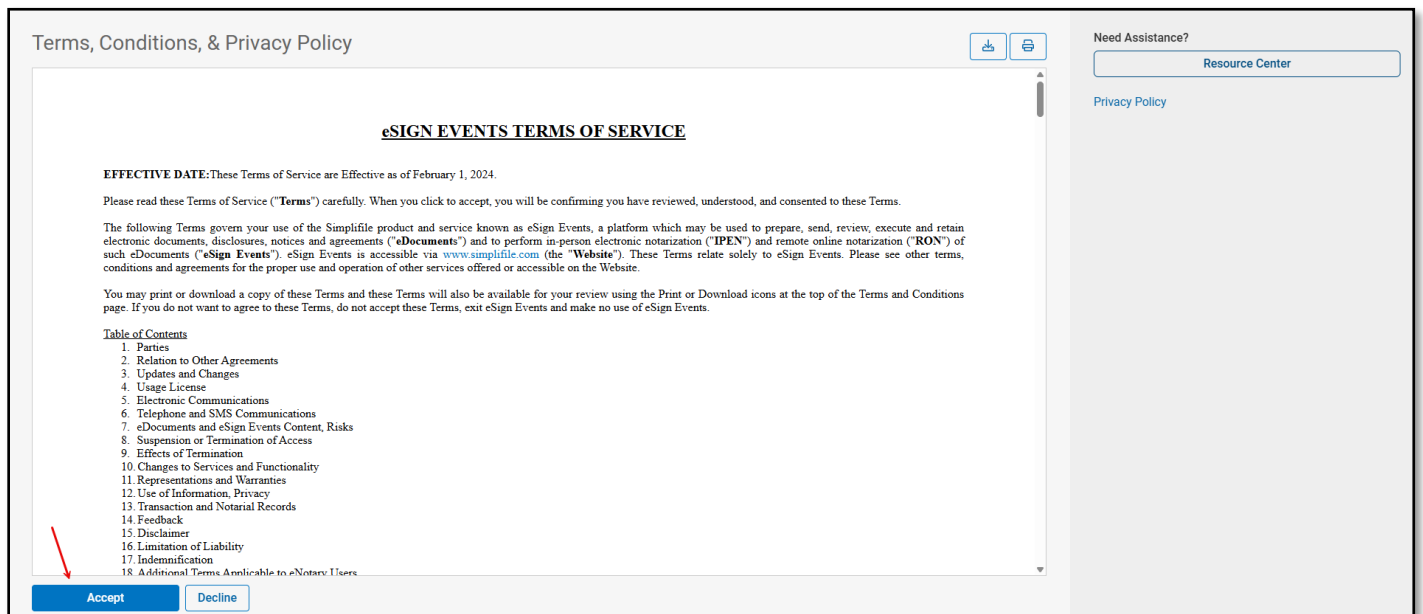 Terms, Conditions, & Privacy Policy
eSIGN EVENTS TERMS OF SERVICE
EFFECTIVE DATE:These Terms of Service are Effective as of February 1, 2024.
Please read these Terms of Service ("Terms") carefully. When you click to accept, you will be confirming you have reviewed, understood, and consented to these Terms.
The following Terms govern your use of the Simplifile product and service known as eSign Events, a platform which may be used to prepare, send, review, execute and retain
electronic documents, disclosures, notices and agreements ("eDocuments") and to perform in-person electronic notarization ("IPEN") and remote online notarization ("RON") of
such eDocuments ("eSign Events"). eSign Events is accessible via www.simplifile.com (the "Website"). These Terms relate solely to eSign Events. Please see other terms,
conditions and agreements for the proper use and operation of other services offered or accessible on the Website.
You may print or download a copy of these Terms and these Terms will also be available for your review using the Print or Download icons at the top of the Terms and Conditions
page. If you do not want to agree to these Terms, do not accept these Terms, exit eSign Events and make no use of eSign Events.
Table of Contents
1. Parties
2. Relation to Other Agreements
3. Updates and Changes
4. Usage License
5. Electronic Communications
6. Telephone and SMS Communications
7. eDocuments and eSign Events Content, Risks
8. Suspension or Termination of Access
9. Effects of Termination
10. Changes to Services and Functionality
11. Representations and Warranties
12. Use of Information, Privacy
13. Transaction and Notarial Records
14. Feedback
15. Disclaimer
16. Limitation of Liability
17. Indemnification
18. Additional Terms Applicable to eNotary Users
Accept
Decline
Need Assistance?
Resource Center
Privacy Policy